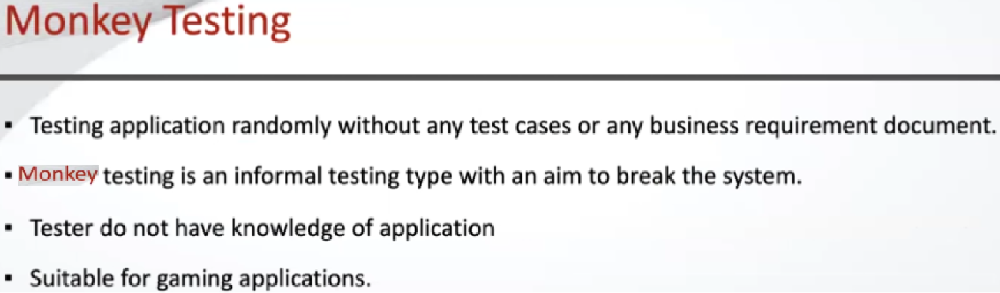 Monkey Testing
▪ Testing application randomly without any test cases or any business requirement document.
▪ Monkey testing is an informal testing type with an aim to break the system.
▪ Tester do not have knowledge of application
▪ Suitable for gaming applications.